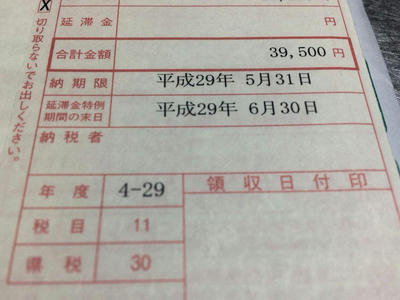 延滞金 円
合計金額 39,500 円
納期限 平成29年 5月31日
延滞金特例
期間の末日 平成29年 6月30日
納税者
年度 4-29 領収日付印
税目 11
県税 30
切り取らないでお出しください。